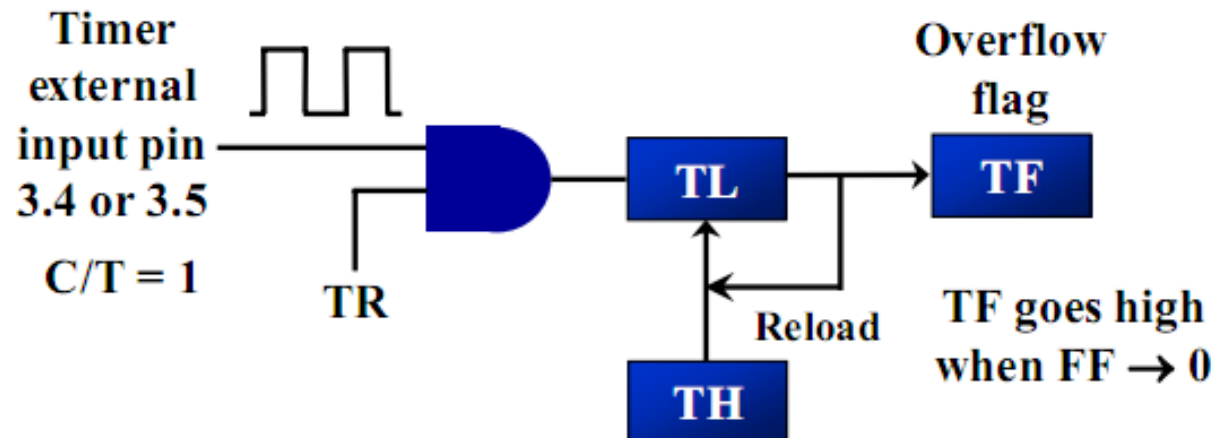 Timer
external
input pin
3.4 or 3.5
C/T = 1
TR
TL
Overflow
flag
TF
Reload
TH
TF goes high
when FF → 0